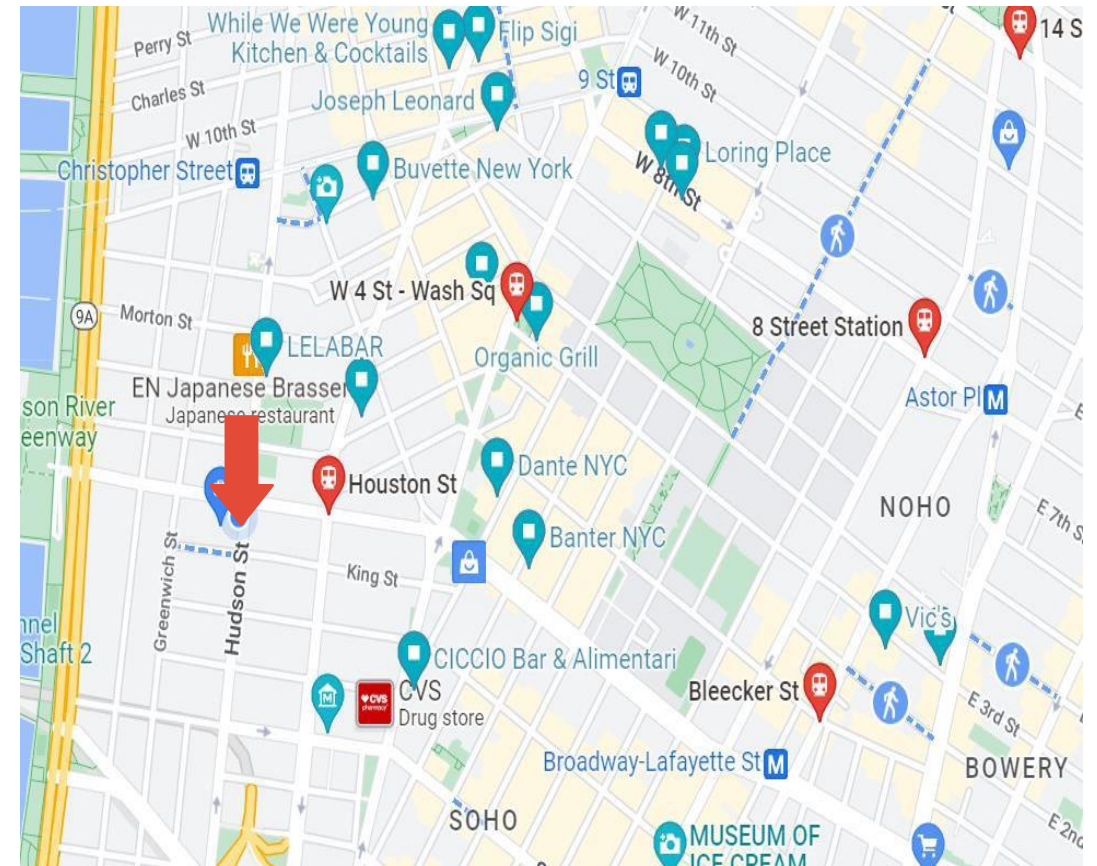 While We Were Young
Kitchen & Cocktails
Flip Sigi
W 11th St
14 S
Perry St
9 St
W 10th St
Charles St
Joseph Leonard
W 10th St
Loring Place
Christopher Street
Buvette New York
W 8th St
W 4 St - Wash Sq
9A
Morton St
8 Street Station
LELABAR
Organic Grill
EN Japanese Brasser
Japanese restaurant
Astor Pl
M
son River
eenway
Dante NYC
Houston St
NOHO
E 7th S
Banter NYC
Greenwich St
Hudson St
King St
Vic's
nnel
Shaft 2
CICCIO Bar & Alimentari
CVS
Drug store
CVS
pharmacy
M
Bleecker St
E 3rd St
Broadway-Lafayette St
M
BOWERY
SOHO
E 2nd
MUSEUM OF
ICE CREAM